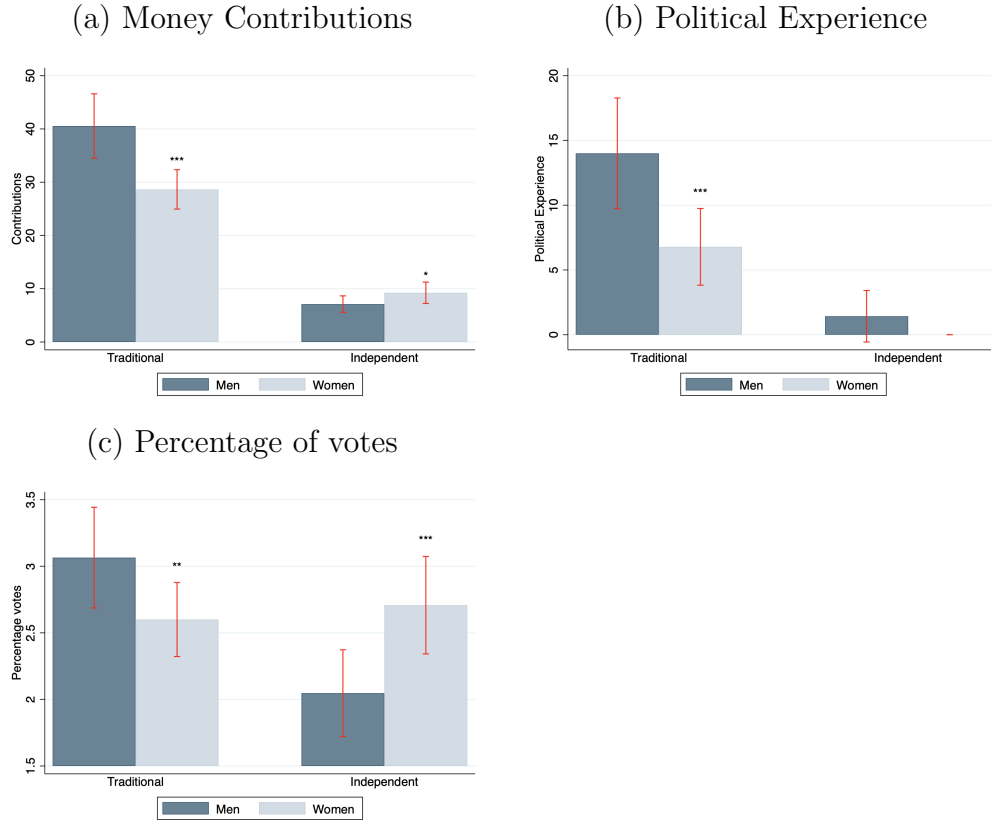 (a) Money Contributions
50
40
30
20
10
0
Contributions
***
*
Traditional
Independent
Men
Women
(b) Political Experience
20
15
10
5
0
Political Experience
***
Traditional
Independent
Men
Women
(c) Percentage of votes
3.5
3
2.5
2
1.5
Percentage votes
**
***
Traditional
Independent
Men
Women